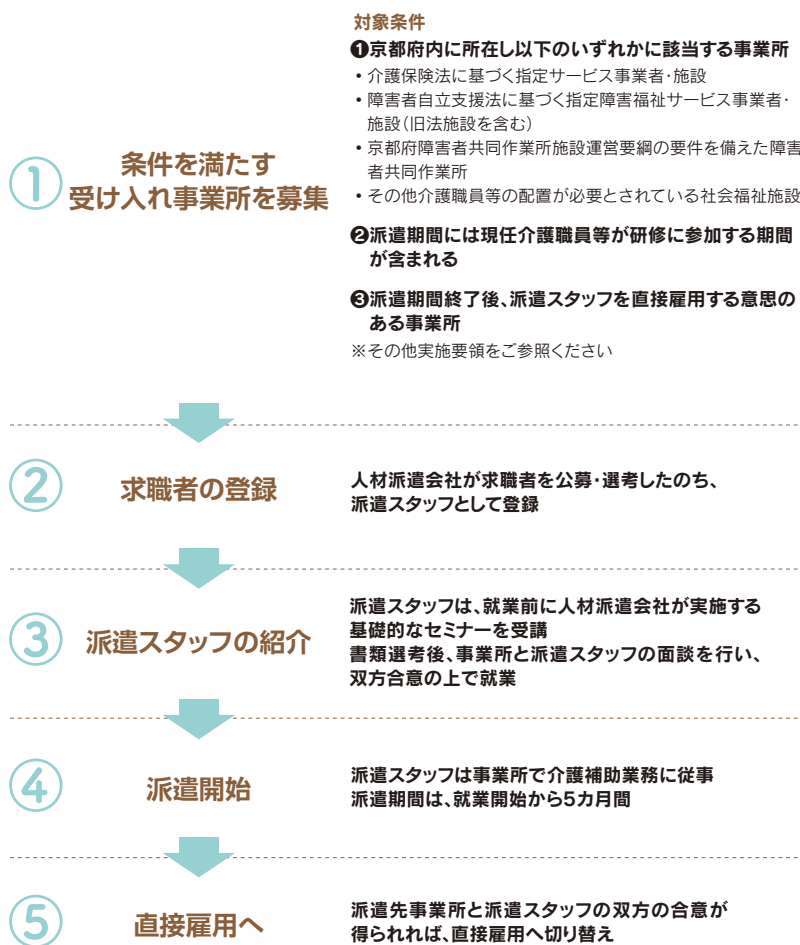 対象条件
❶京都府内に所在し以下のいずれかに該当する事業所
・介護保険法に基づく指定サービス事業者・施設
・障害者自立支援法に基づく指定障害福祉サービス事業者・
施設(旧法施設を含む)
・京都府障害者共同作業所施設運営要綱の要件を備えた障害
者共同作業所
・その他介護職員等の配置が必要とされている社会福祉施設
❷派遣期間には現任介護職員等が研修に参加する期間
が含まれる
❸派遣期間終了後、派遣スタッフを直接雇用する意思の
ある事業所
※その他実施要領をご参照ください
①
条件を満たす
受け入れ事業所を募集
②
求職者の登録
人材派遣会社が求職者を公募・選考したのち、
派遣スタッフとして登録
③
派遣スタッフの紹介
派遣スタッフは、就業前に人材派遣会社が実施する
基礎的なセミナーを受講
書類選考後、事業所と派遣スタッフの面談を行い、
双方合意の上で就業
④
派遣開始
派遣スタッフは事業所で介護補助業務に従事
派遣期間は、就業開始から5カ月間
⑤
直接雇用へ
派遣先事業所と派遣スタッフの双方の合意が
得られれば、直接雇用へ切り替え